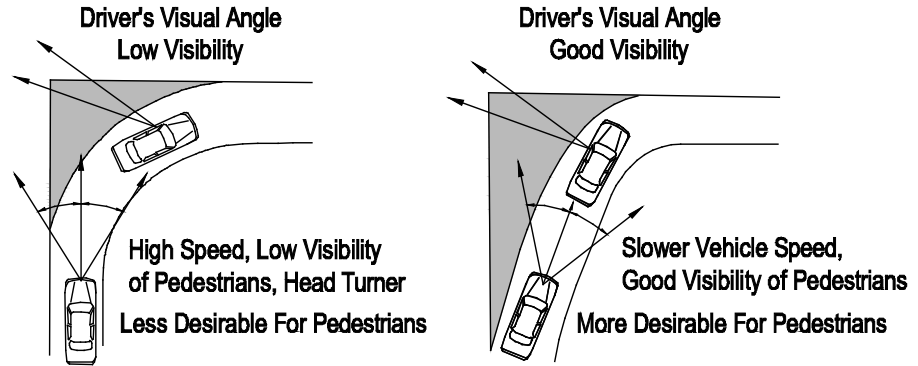 Driver's Visual Angle
Low Visibility
High Speed, Low Visibility
of Pedestrians, Head Turner
Less Desirable For Pedestrians
Driver's Visual Angle
Good Visibility
Slower Vehicle Speed,
Good Visibility of Pedestrians
More Desirable For Pedestrians